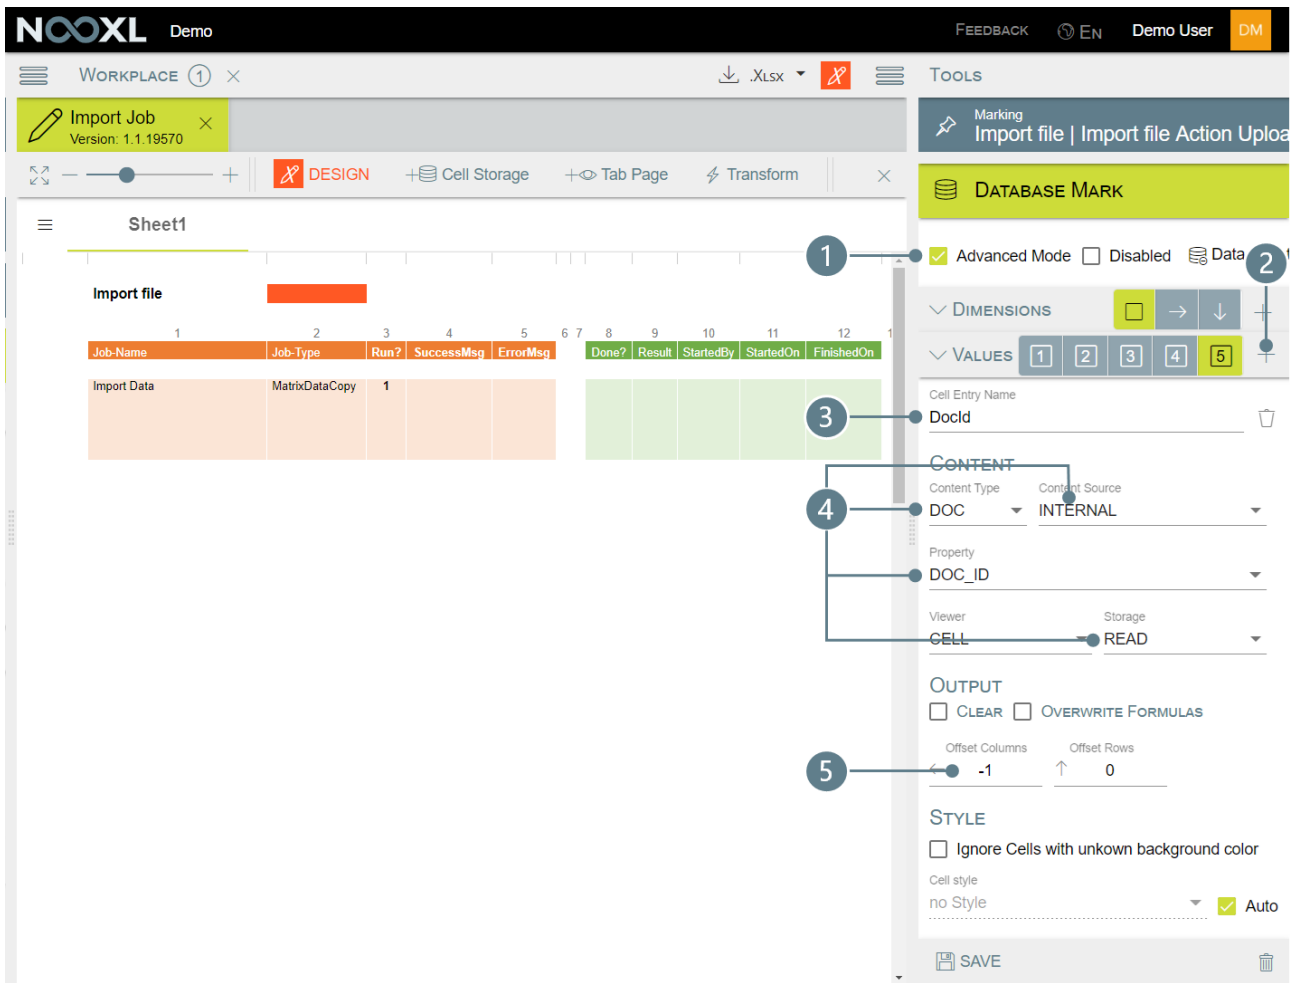 NOOXL Demo FEEDBACK EN Demo User DM
WORKPLACE 1 .XLSX TOOLS
Import Job
Version: 1.1.19570
Marking
Import file | Import file Action Uploa
DESIGN Cell Storage Tab Page Transform
DATABASE MARK
Sheet1
1 Advanced Mode Disabled Data 2
Import file
DIMENSIONS
1 2 3 4 5 6 7 8 9 10 11 12 1
Job-Name Job-Type Run? SuccessMsg ErrorMsg Done? Result StartedBy StartedOn FinishedOn
VALUES 1 2 3 4 5
Import Data MatrixDataCopy 1
Cell Entry Name
3 DocId
CONTENT
Content Type Content Source
4 DOC INTERNAL
Property
DOC_ID
Viewer Storage
CELL READ
OUTPUT
CLEAR OVERWRITE FORMULAS
Offset Columns Offset Rows
5 -1 0
STYLE
Ignore Cells with unkown background color
Cell style
no Style Auto
SAVE